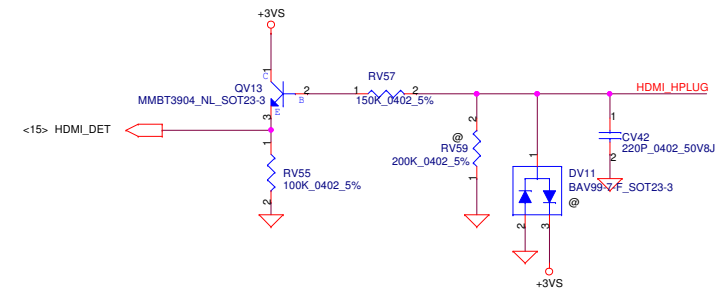 +3VS
1
C
QV13
MMBT3904_NL_SOT23-3
2
B
E
3
RV57
1
2
150K_0402_5%
HDMI_HPLUG
<15> HDMI_DET
1
RV55
100K_0402_5%
2
2
@
RV59
200K_0402_5%
1
1
DV11
BAV99-7-F_SOT23-3
@
2
3
+3VS
1
CV42
220P_0402_50V8J
2